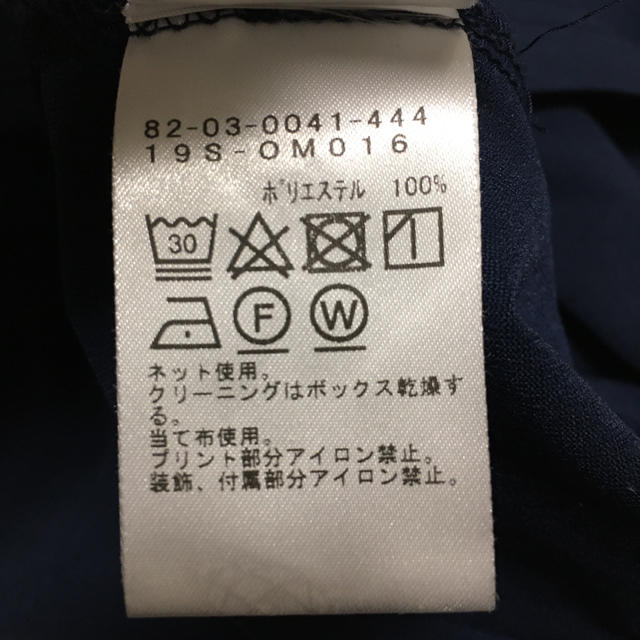 82-03-0041-444
19S-OM016
ポリエステル 100%
30
F W
ネット使用。
クリーニングはボックス乾操す
る。
当て布使用。
プリント部分アイロン禁止。
装飾、付属部分アイロン禁止。